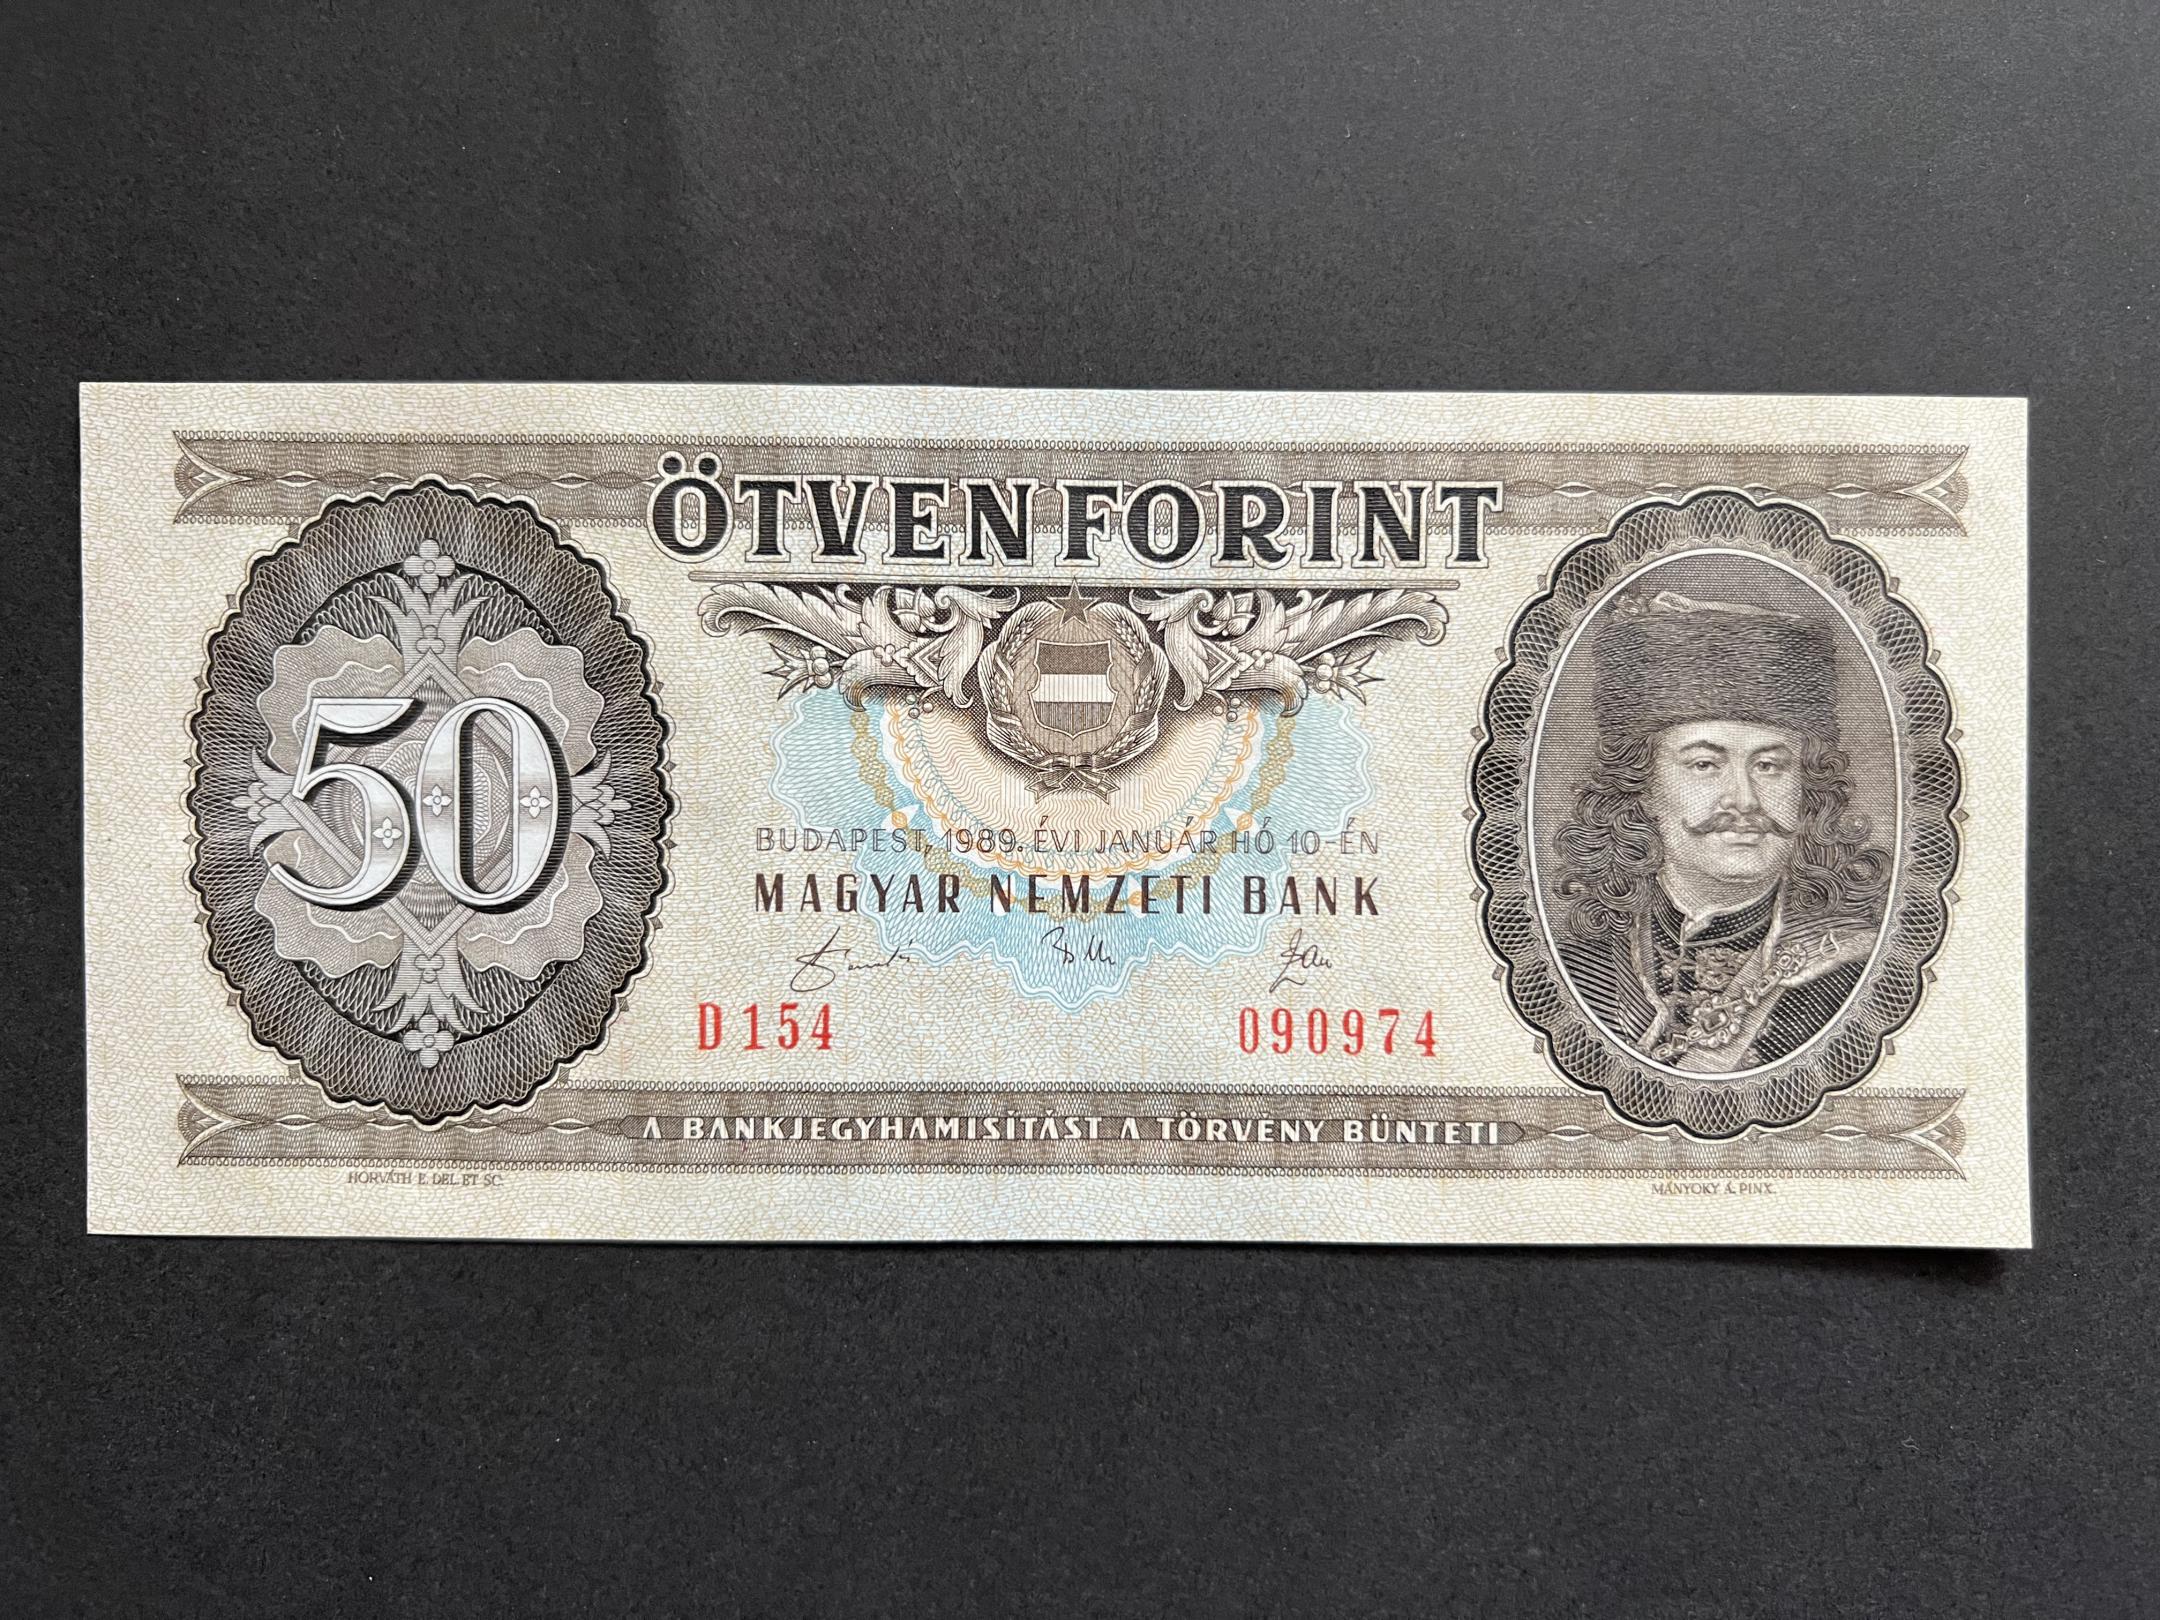 ÖTVEN FORINT
50
BUDAPEST, 1989. ÉVI JANUÁR HÓ 10-ÉN
MAGYAR NEMZETI BANK
D 154 090974
A BANKJEGYHAMISÍTÁST A TÖRVÉNY BÜNTETI
HORVÁTH E. DEL. ET SC.
MÁNYOKY Á. PINX.